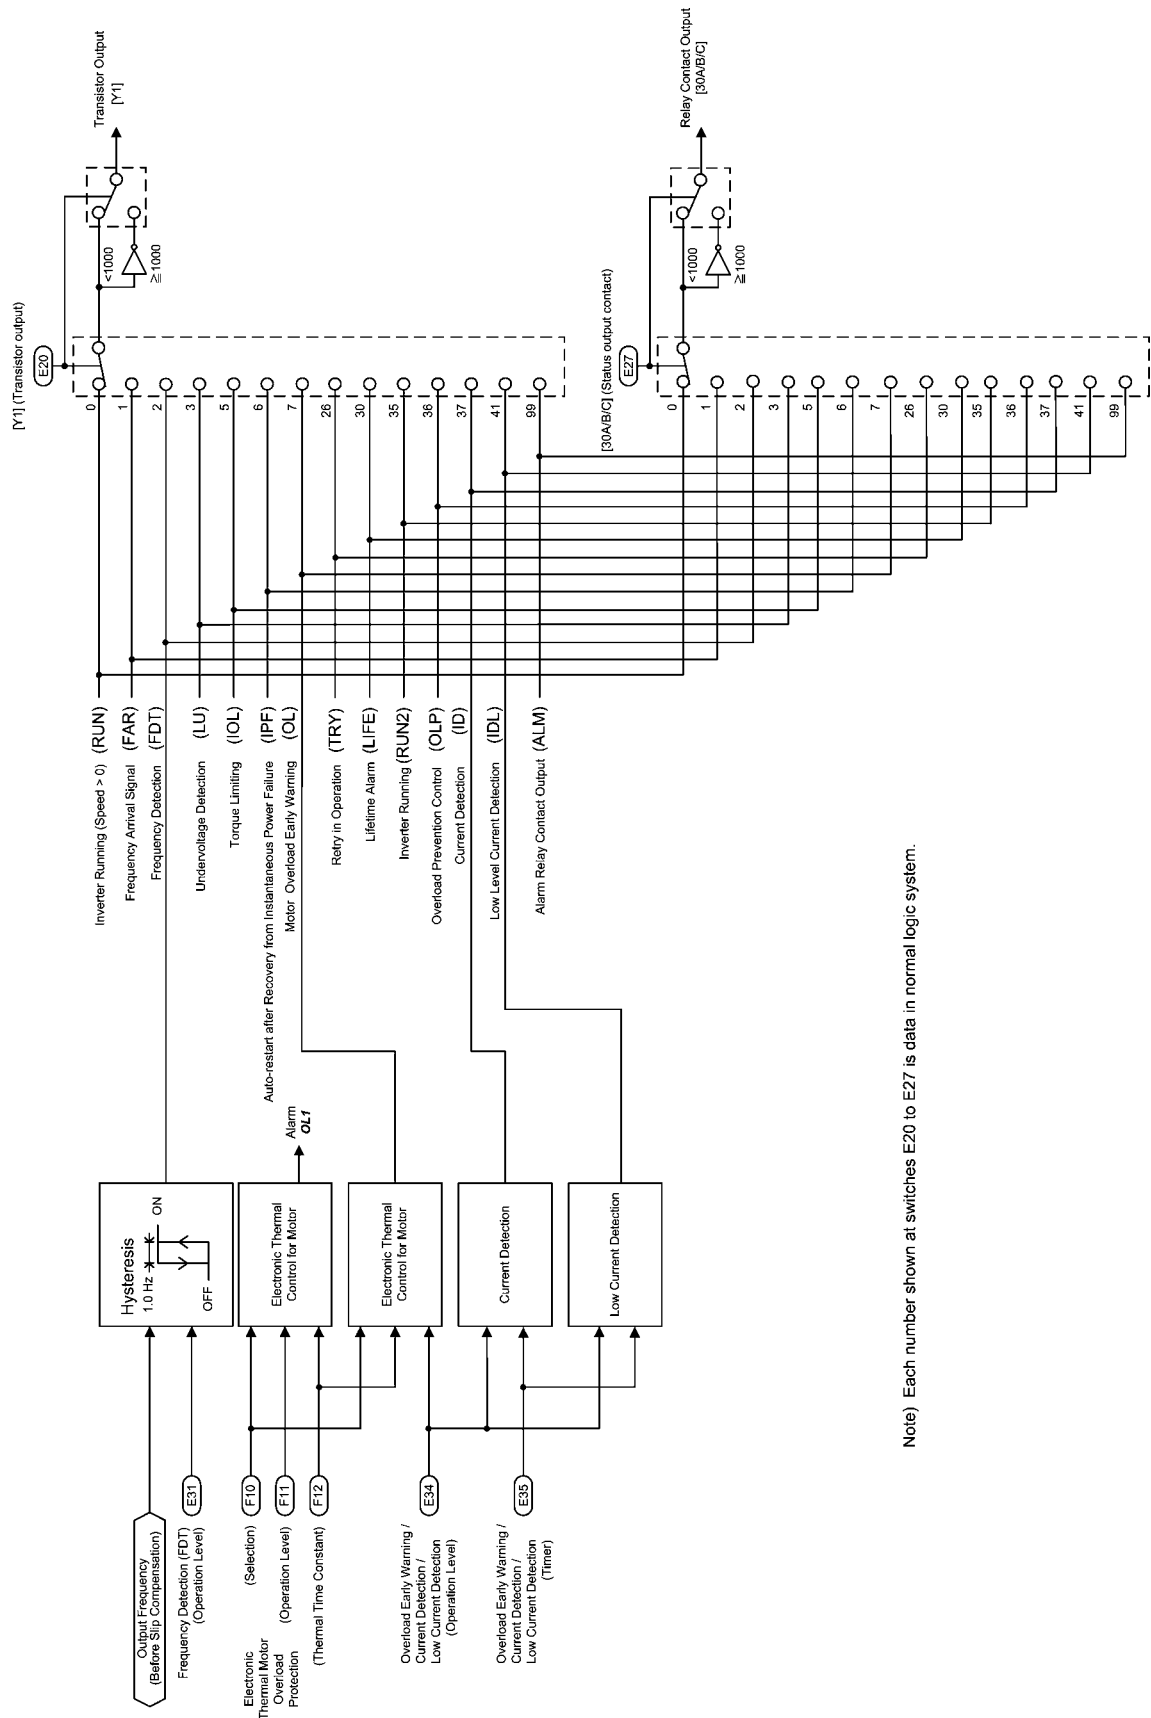 Output Frequency
(Before Slip Compensation)
Frequency Detection (FDT)
(Operation Level)
E31
Electronic
Thermal Motor
Overload
Protection
(Selection)
F10
(Operation Level)
F11
(Thermal Time Constant)
F12
Overload Early Warning /
Current Detection /
Low Current Detection
(Operation Level)
E34
Overload Early Warning /
Current Detection /
Low Current Detection
(Timer)
E35
Hysteresis
1.0 Hz
ON
OFF
Electronic Thermal
Control for Motor
Alarm
OL1
Electronic Thermal
Control for Motor
Current Detection
Low Current Detection
Inverter Running (Speed > 0) (RUN)
Frequency Arrival Signal (FAR)
Frequency Detection (FDT)
Undervoltage Detection (LU)
Torque Limiting (IOL)
Auto-restart after Recovery from Instantaneous Power Failure (IPF)
Motor Overload Early Warning (OL)
Retry in Operation (TRY)
Lifetime Alarm (LIFE)
Inverter Running (RUN2)
Overload Prevention Control (OLP)
Current Detection (ID)
Low Level Current Detection (IDL)
Alarm Relay Contact Output (ALM)
[Y1] (Transistor output)
E20
0
1
2
3
5
6
7
26
30
35
36
37
41
99
<1000
≧1000
Transistor Output
[Y1]
[30A/B/C] (Status output contact)
E27
0
1
2
3
5
6
7
26
30
35
36
37
41
99
<1000
≧1000
Relay Contact Output
[30A/B/C]
Note) Each number shown at switches E20 to E27 is data in normal logic system.